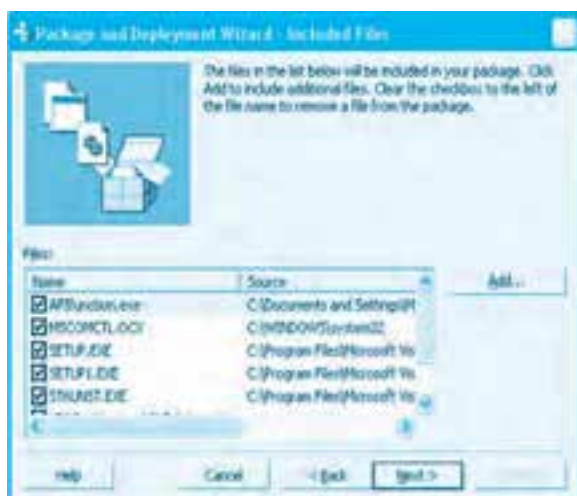 Package and Deployment Wizard - Included Files
The files in the list below will be included in your package. Click
Add to include additional files. Clear the checkbox to the left of
the file name to remove a file from the package.
Files:
Name Source
APIFunction.exe C:\Documents and Settings\
MSCOMCTL.OCX C:\WINDOWS\system32
SETUP.EXE C:\Program Files\Microsoft Vis
SETUP1.EXE C:\Program Files\Microsoft Vis
ST6UNST.EXE C:\Program Files\Microsoft Vis
Add...
Help Cancel < Back Next >